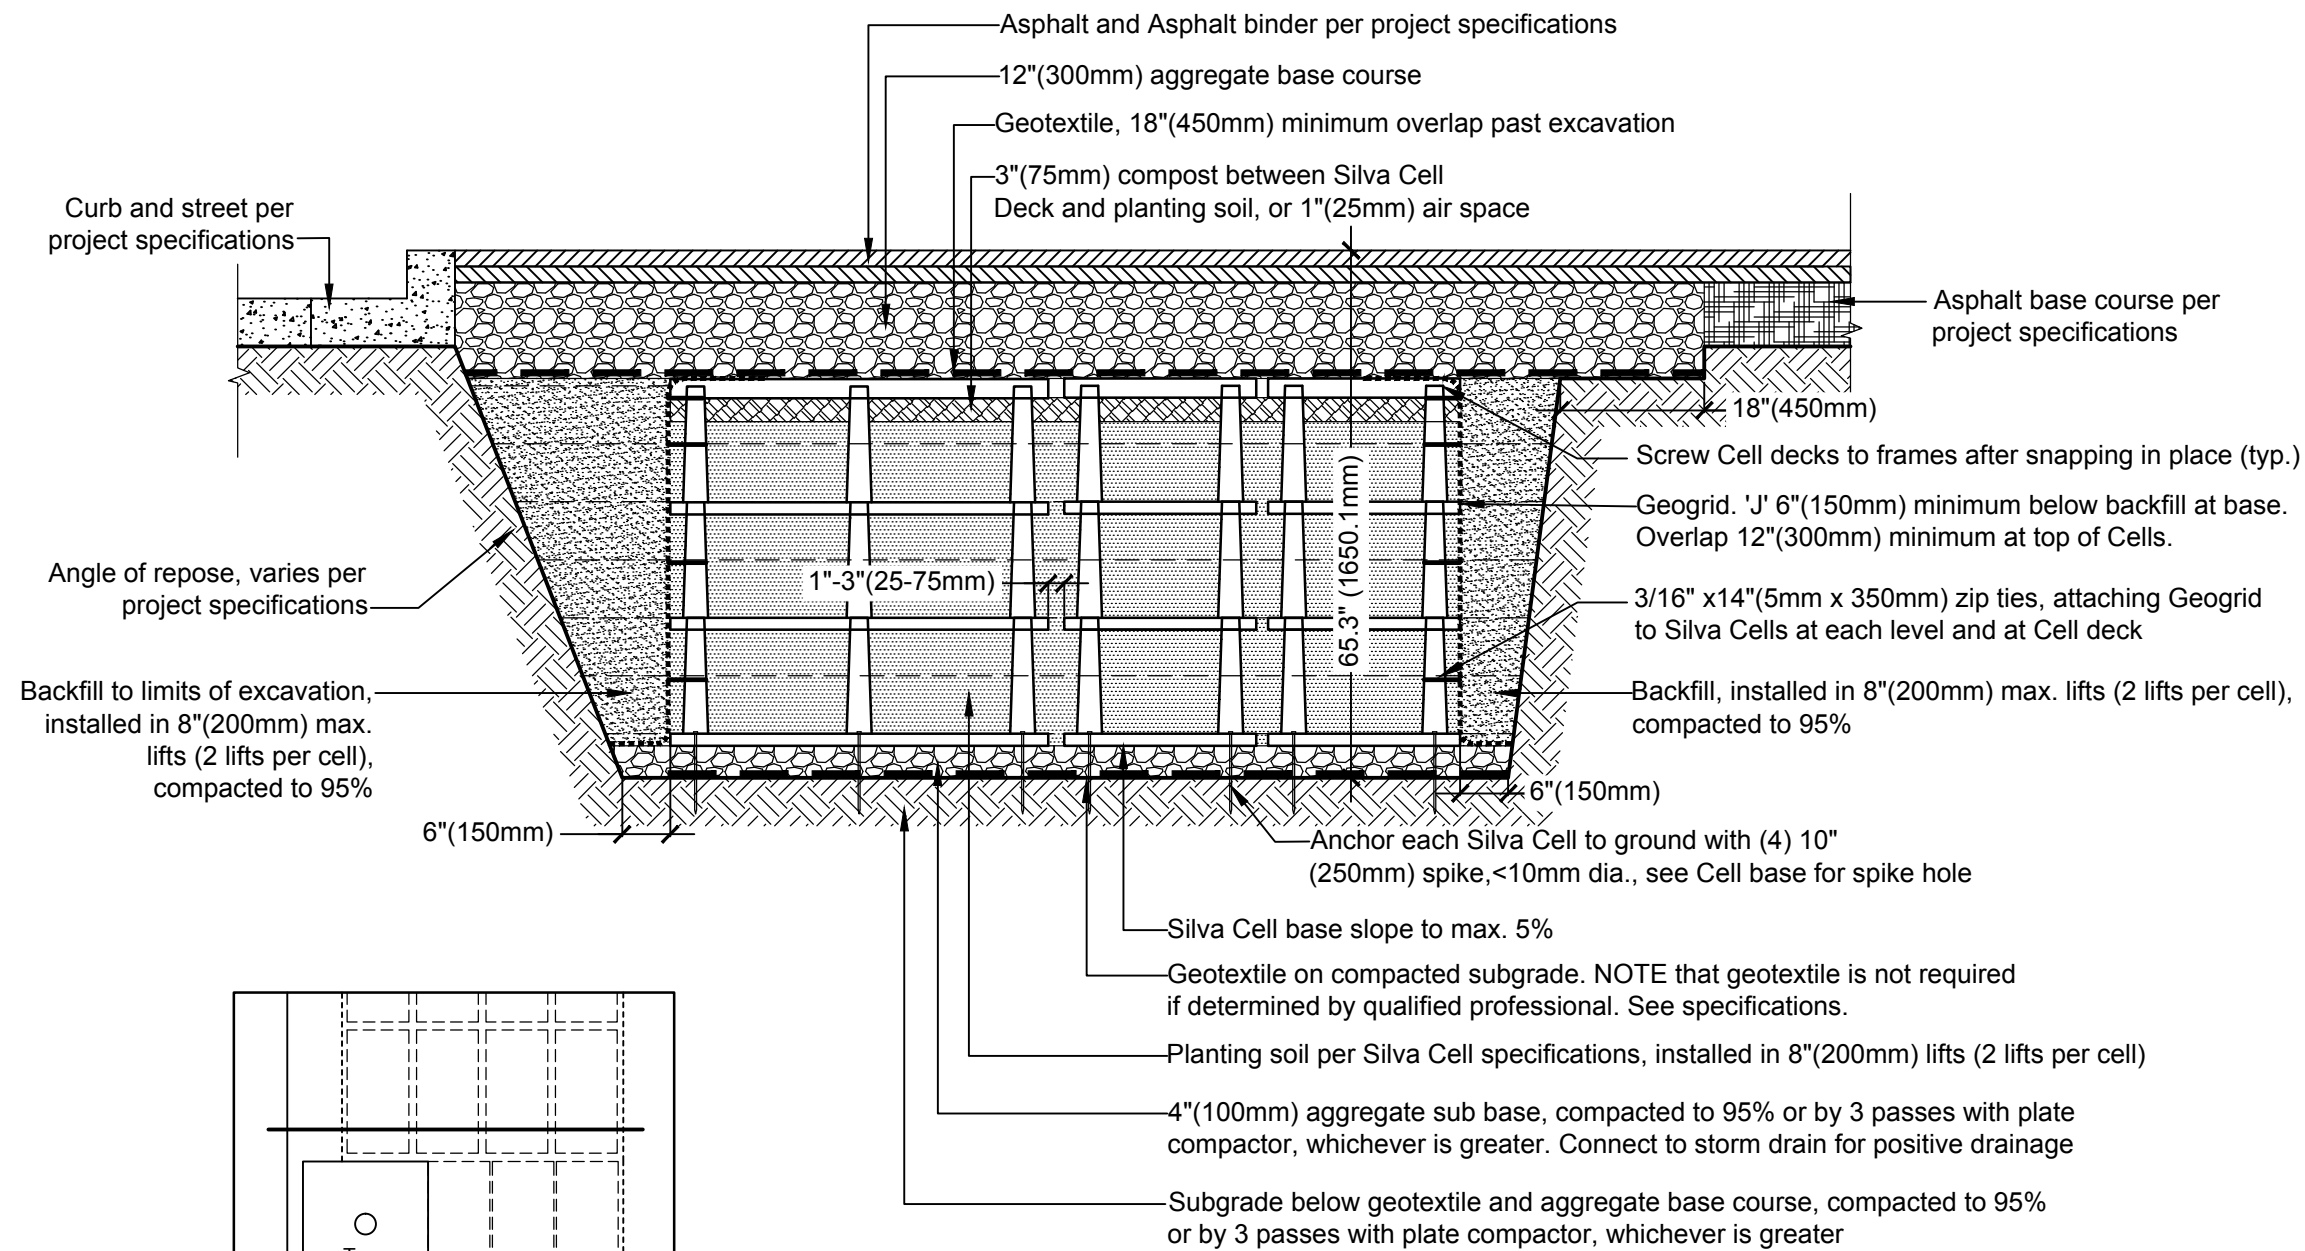 Asphalt and Asphalt binder per project specifications
12"(300mm) aggregate base course
Geotextile, 18"(450mm) minimum overlap past excavation
3"(75mm) compost between Silva Cell
Deck and planting soil, or 1"(25mm) air space
Curb and street per
project specifications
Asphalt base course per
project specifications
18"(450mm)
Screw Cell decks to frames after snapping in place (typ.)
Geogrid. 'J' 6"(150mm) minimum below backfill at base.
Overlap 12"(300mm) minimum at top of Cells.
65.3" (1650.1mm)
1"-3"(25-75mm)
Angle of repose, varies per
project specifications
3/16" x14"(5mm x 350mm) zip ties, attaching Geogrid
to Silva Cells at each level and at Cell deck
Backfill to limits of excavation,
installed in 8"(200mm) max.
lifts (2 lifts per cell),
compacted to 95%
Backfill, installed in 8"(200mm) max. lifts (2 lifts per cell),
compacted to 95%
6"(150mm)
6"(150mm)
Anchor each Silva Cell to ground with (4) 10"
(250mm) spike,<10mm dia., see Cell base for spike hole
Silva Cell base slope to max. 5%
Geotextile on compacted subgrade. NOTE that geotextile is not required
if determined by qualified professional. See specifications.
Planting soil per Silva Cell specifications, installed in 8"(200mm) lifts (2 lifts per cell)
4"(100mm) aggregate sub base, compacted to 95% or by 3 passes with plate
compactor, whichever is greater. Connect to storm drain for positive drainage
Subgrade below geotextile and aggregate base course, compacted to 95%
or by 3 passes with plate compactor, whichever is greater